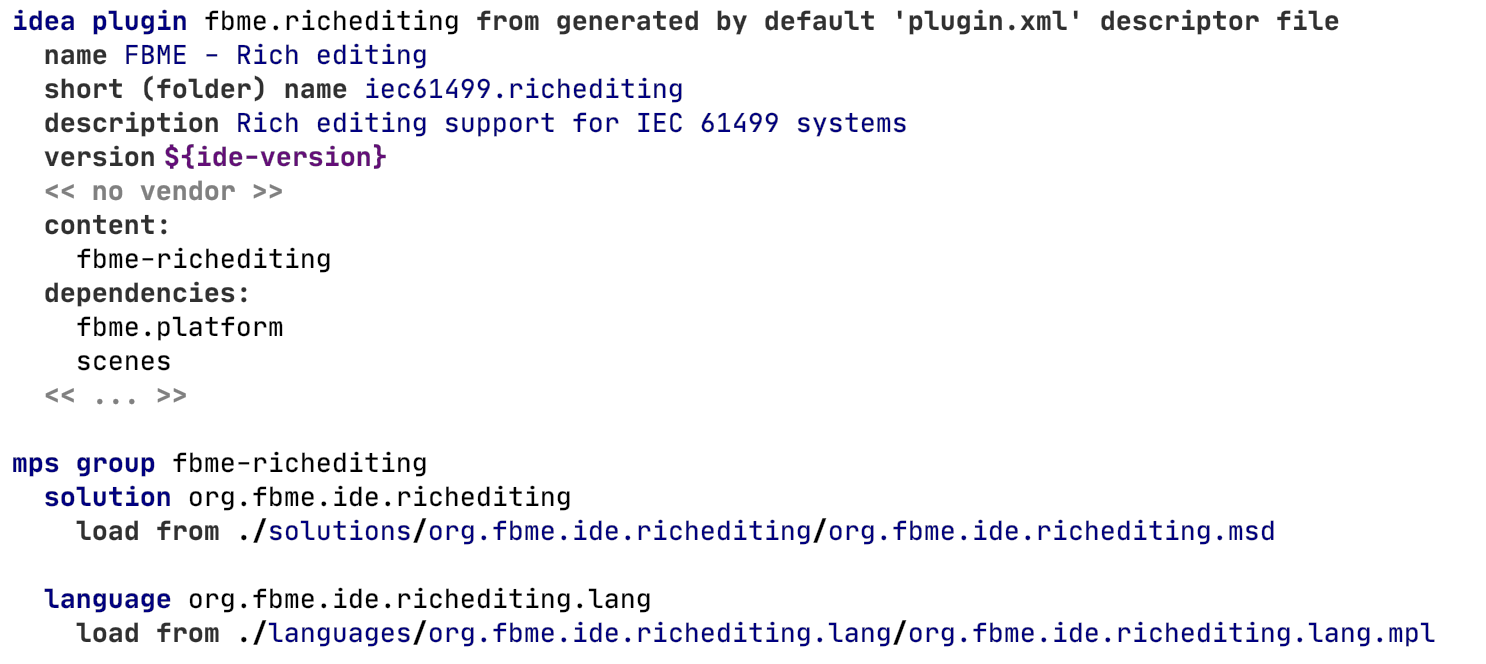 idea plugin fbme.richediting from generated by default 'plugin.xml' descriptor file
name FBME - Rich editing
short (folder) name iec61499.richediting
description Rich editing support for IEC 61499 systems
version ${ide-version}
<< no vendor >>
content:
fbme-richediting
dependencies:
fbme.platform
scenes
<< ... >>
mps group fbme-richediting
solution org.fbme.ide.richediting
load from ./solutions/org.fbme.ide.richediting/org.fbme.ide.richediting.msd
language org.fbme.ide.richediting.lang
load from ./languages/org.fbme.ide.richediting.lang/org.fbme.ide.richediting.lang.mpl